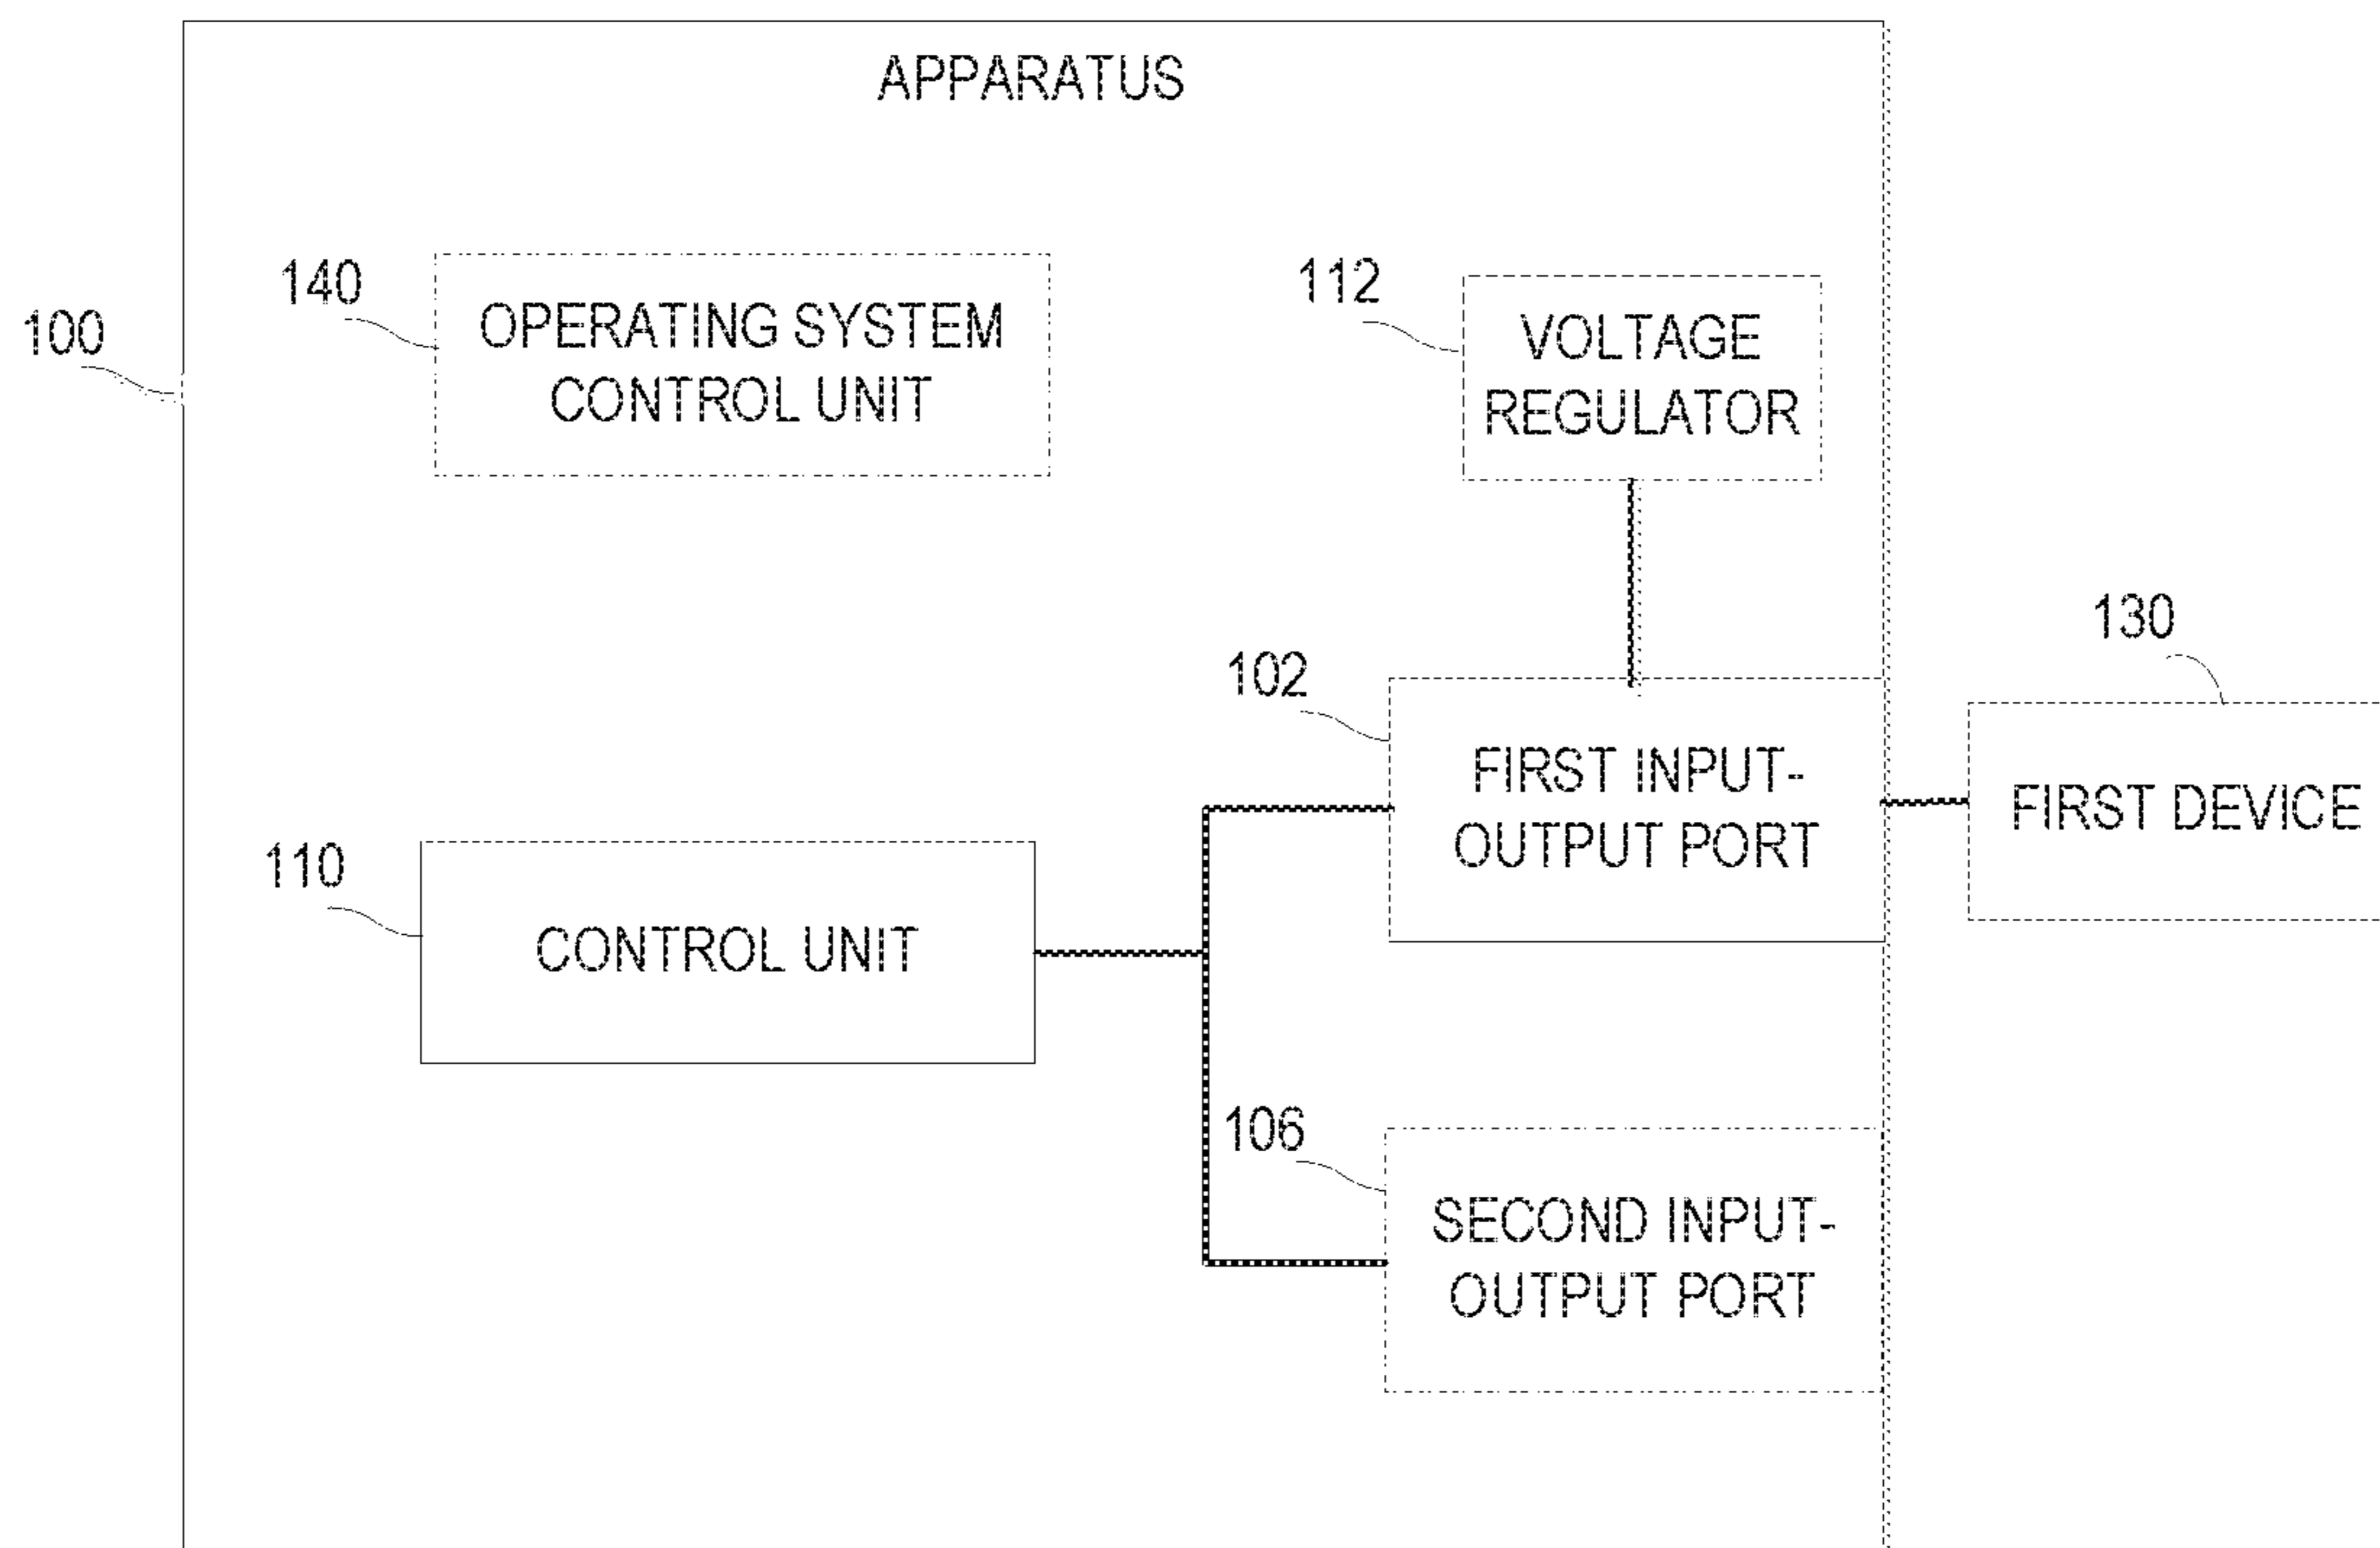 APPARATUS
140
OPERATING SYSTEM
CONTROL UNIT
112
VOLTAGE
REGULATOR
100
130
102
FIRST INPUT-
OUTPUT PORT
FIRST DEVICE
110
CONTROL UNIT
106
SECOND INPUT-
OUTPUT PORT